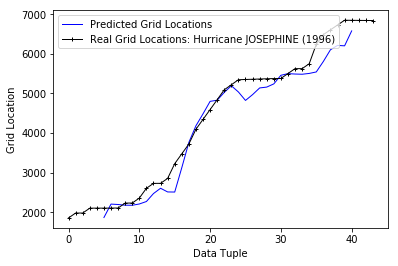 Predicted Grid Locations
Real Grid Locations: Hurricane JOSEPHINE (1996)
7000
6000
5000
4000
3000
2000
Grid Location
0
10
20
30
40
Data Tuple